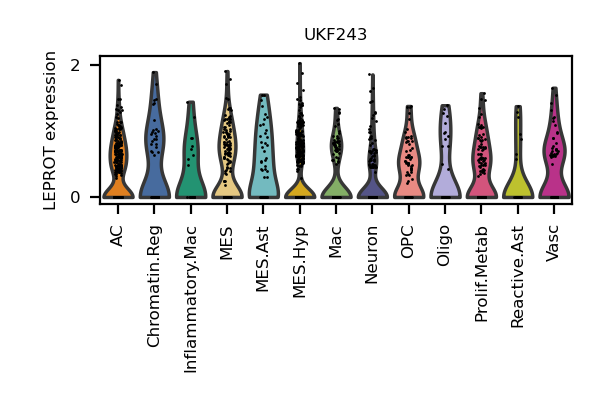 UKF243
LEPROT expression
2
0
AC
Chromatin.Reg
Inflammatory.Mac
MES
MES.Ast
MES.Hyp
Mac
Neuron
OPC
Oligo
Prolif.Metab
Reactive.Ast
Vasc